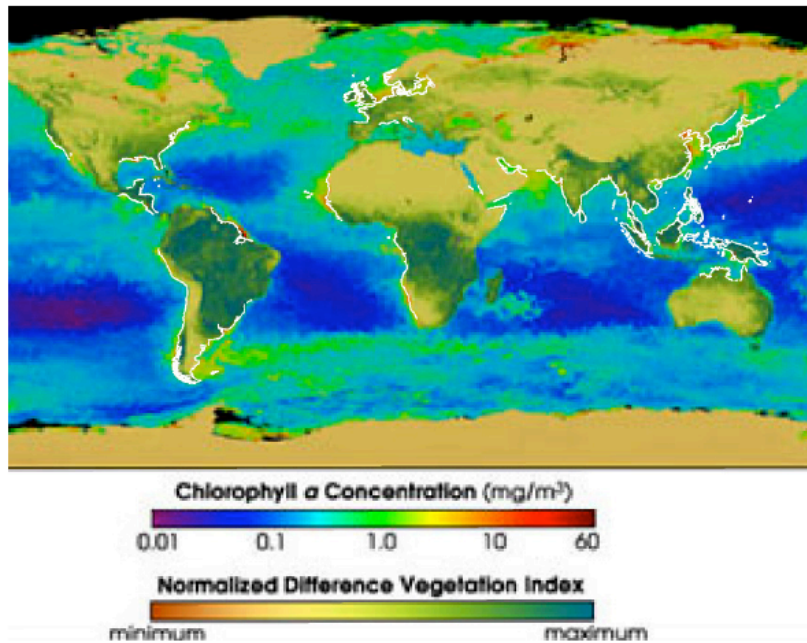 Chlorophyll a Concentration (mg/m³)
0.01 0.1 1.0 10 60
Normalized Difference Vegetation Index
minimum maximum